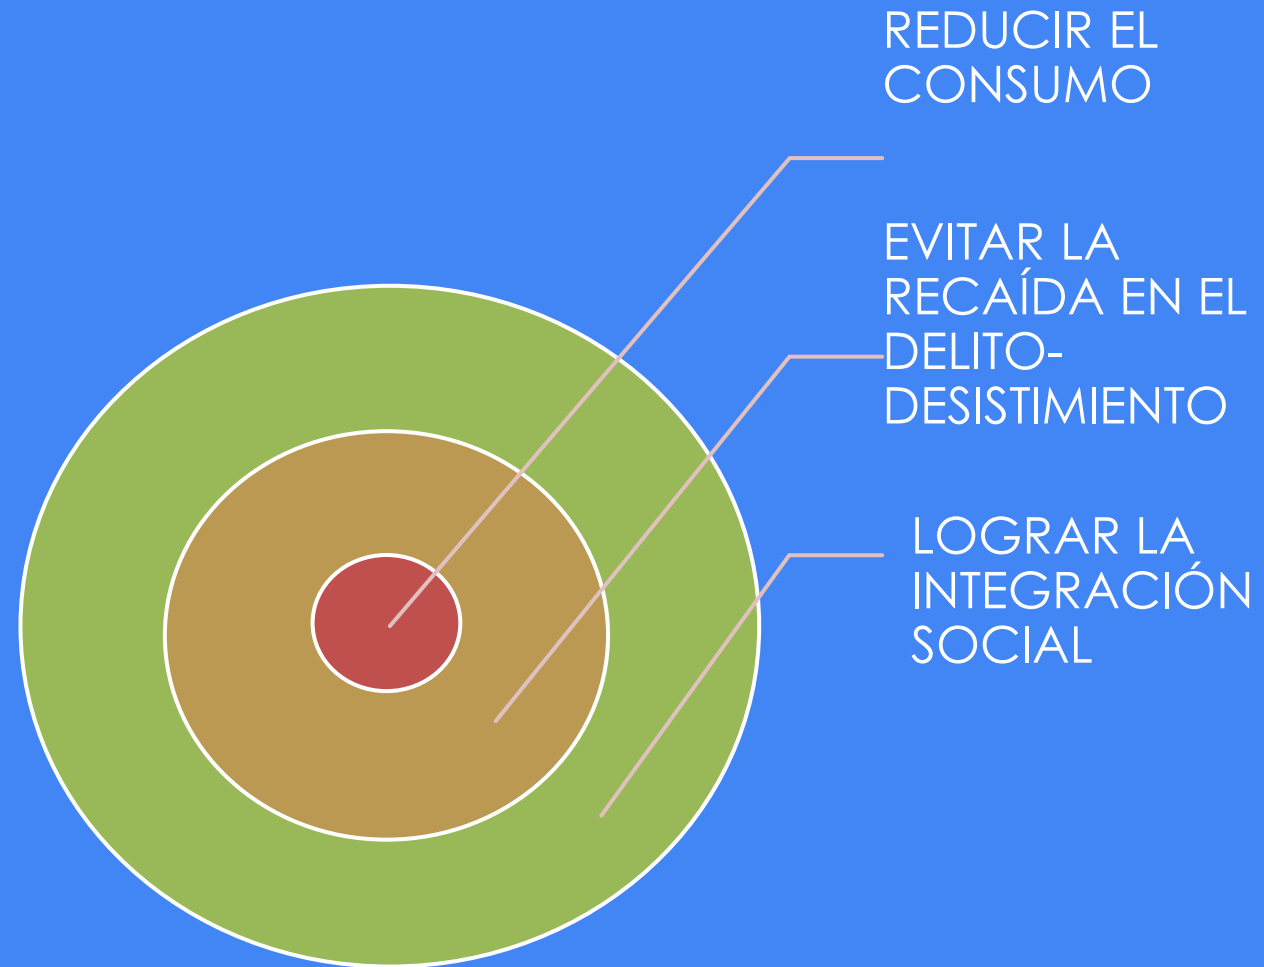 REDUCIR EL
CONSUMO
EVITAR LA
RECAÍDA EN EL
DELITO-
DESISTIMIENTO
LOGRAR LA
INTEGRACIÓN
SOCIAL